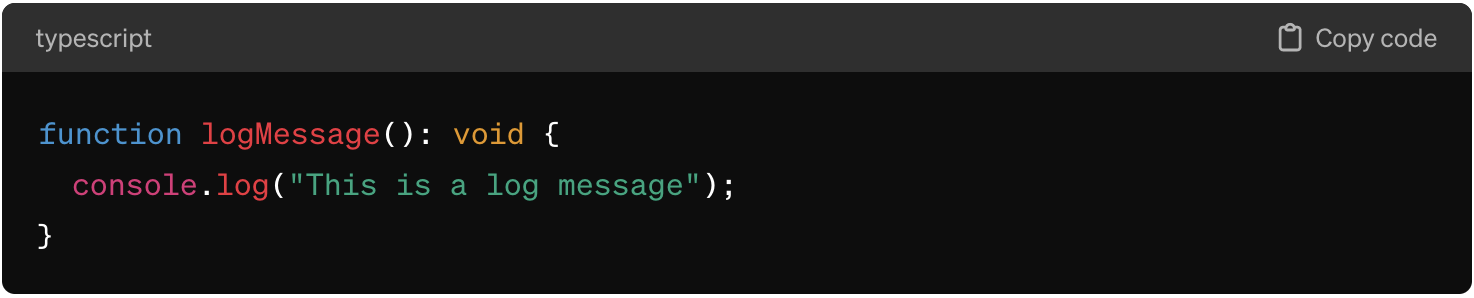 typescript
Copy code
function logMessage(): void {
  console.log("This is a log message");
}